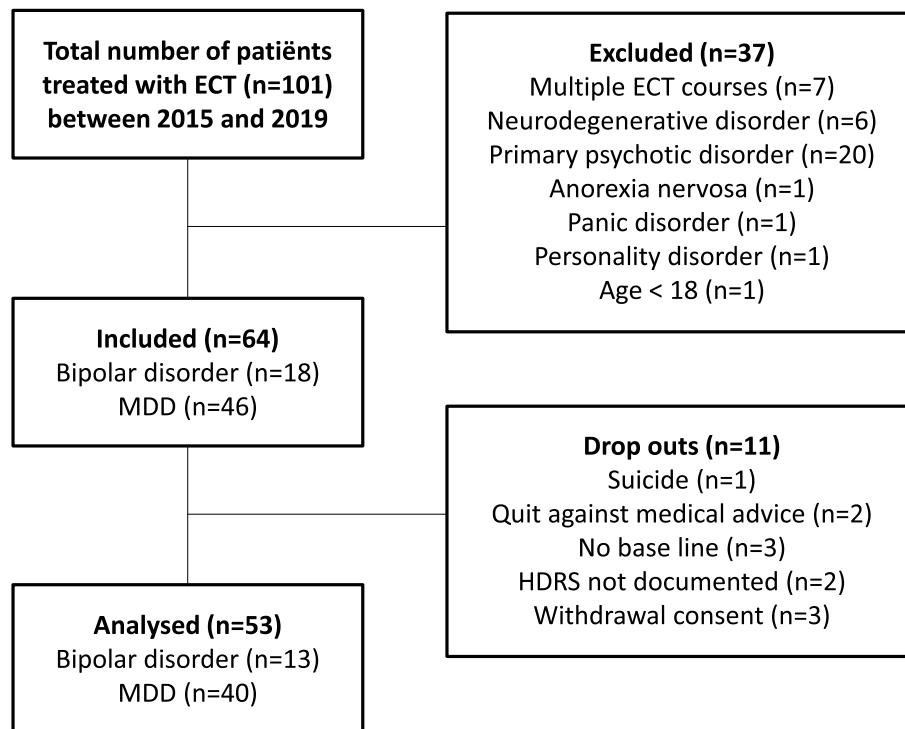 Total number of patiënts
treated with ECT (n=101)
between 2015 and 2019
Excluded (n=37)
Multiple ECT courses (n=7)
Neurodegenerative disorder (n=6)
Primary psychotic disorder (n=20)
Anorexia nervosa (n=1)
Panic disorder (n=1)
Personality disorder (n=1)
Age < 18 (n=1)
Included (n=64)
Bipolar disorder (n=18)
MDD (n=46)
Drop outs (n=11)
Suicide (n=1)
Quit against medical advice (n=2)
No base line (n=3)
HDRS not documented (n=2)
Withdrawal consent (n=3)
Analysed (n=53)
Bipolar disorder (n=13)
MDD (n=40)